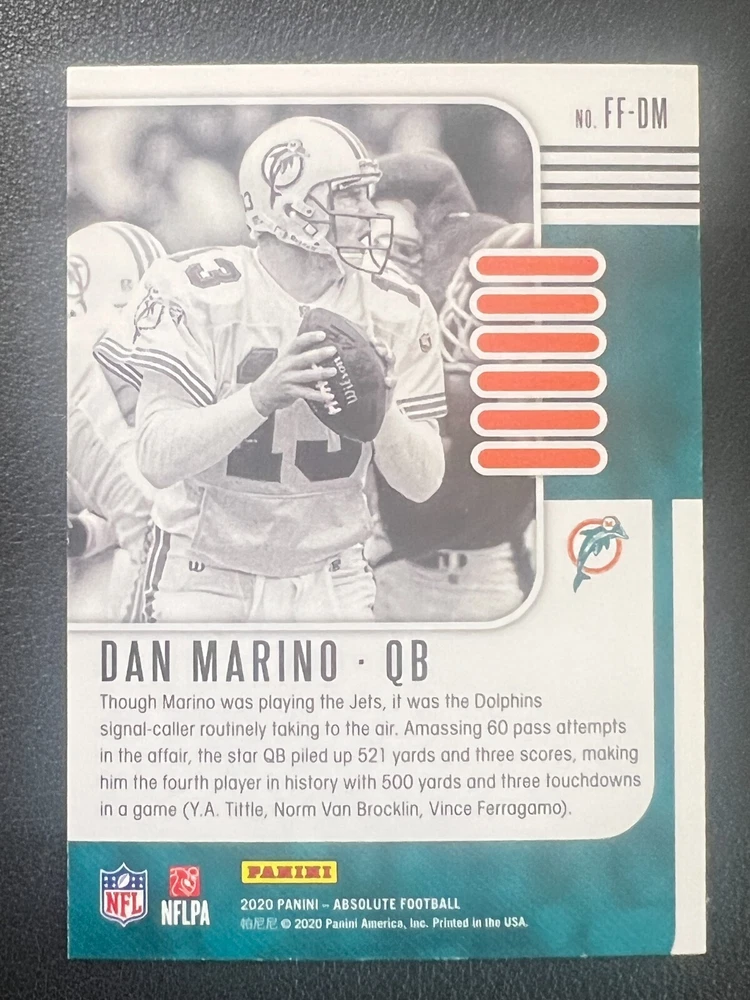 NO. FF-DM
13
13
Wilson
DAN MARINO · QB
Though Marino was playing the Jets, it was the Dolphins
signal-caller routinely taking to the air. Amassing 60 pass attempts
in the affair, the star QB piled up 521 yards and three scores, making
him the fourth player in history with 500 yards and three touchdowns
in a game (Y.A. Tittle, Norm Van Brocklin, Vince Ferragamo).
NFL
NFLPA
PANINI
2020 PANINI – ABSOLUTE FOOTBALL
帕尼尼 © 2020 Panini America, Inc. Printed in the USA.